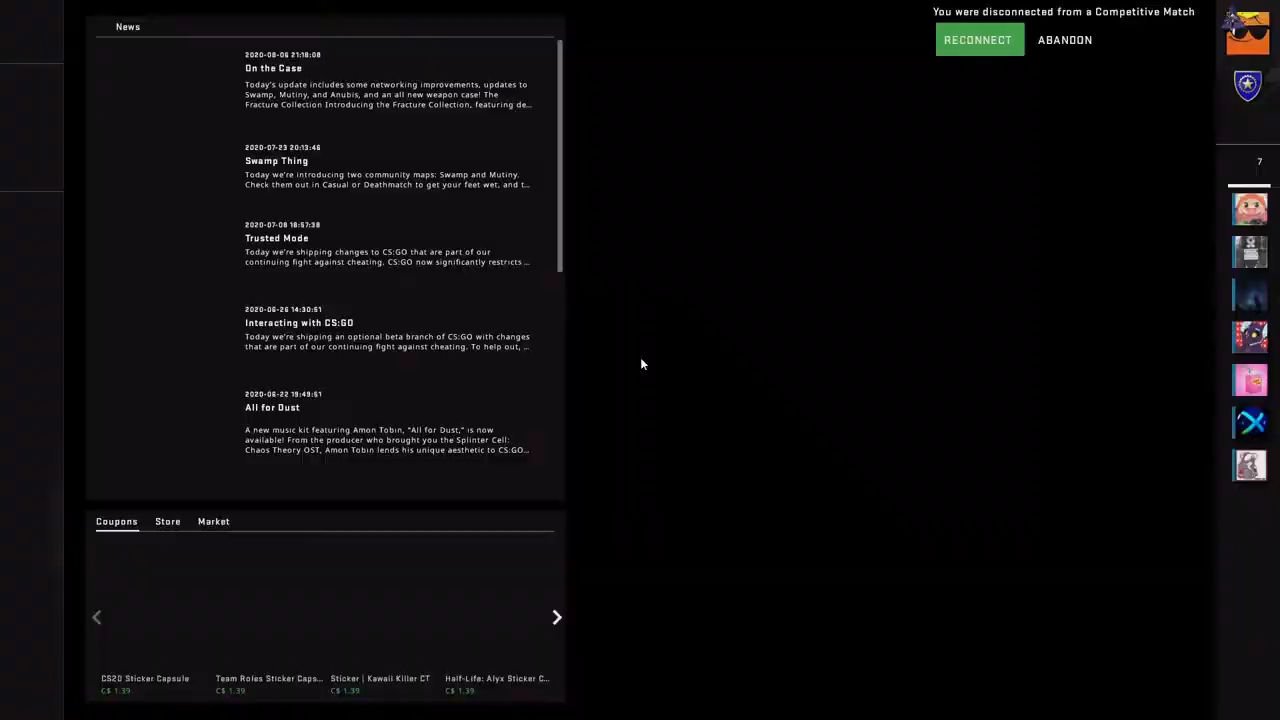 You were disconnected from a Competitive Match
RECONNECT
ABANDON
News
2020-08-06 21:19:08
On the Case
Today's update includes some networking improvements, updates to
Swamp, Mutiny, and Anubis, and an all new weapon case! The
Fracture Collection Introducing the Fracture Collection, featuring de...
2020-07-23 20:13:46
Swamp Thing
Today we're introducing two community maps: Swamp and Mutiny.
Check them out in Casual or Deathmatch to get your feet wet, and t...
2020-07-08 18:57:38
Trusted Mode
Today we're shipping changes to CS:GO that are part of our
continuing fight against cheating. CS:GO now significantly restricts ...
2020-06-26 14:30:51
Interacting with CS:GO
Today we're shipping an optional beta branch of CS:GO with changes
that are part of our continuing fight against cheating. To help out, ...
2020-06-22 19:49:51
All for Dust
A new music kit featuring Amon Tobin, "All for Dust," is now
available! From the producer who brought you the Splinter Cell:
Chaos Theory OST, Amon Tobin lends his unique aesthetic to CS:GO...
Coupons
Store
Market
CS20 Sticker Capsule
C$ 1.39
Team Roles Sticker Caps...
C$ 1.39
Sticker | Kawaii Killer CT
C$ 1.39
Half-Life: Alyx Sticker C...
C$ 1.39
7